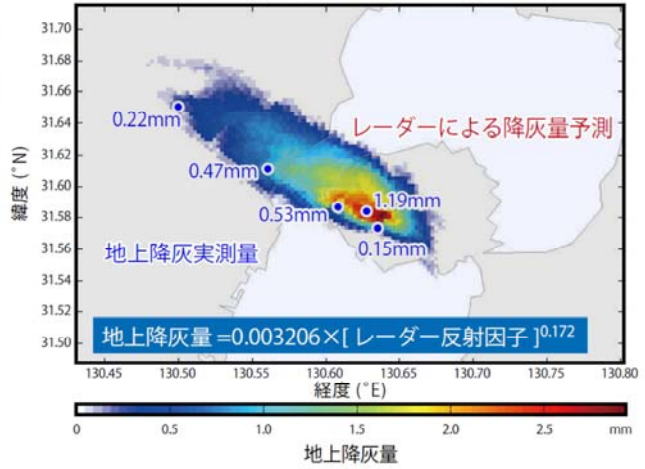 31.70
31.68
31.66
31.64
31.62
31.60
31.58
31.56
31.54
31.52
31.50
緯度 (°N)
0.22mm
レーダーによる降灰量予測
0.47mm
1.19mm
0.53mm
0.15mm
地上降灰実測量
地上降灰量 =0.003206×[ レーダー反射因子 ]0.172
130.45 130.50 130.55 130.60 130.65 130.70 130.75 130.80
経度 (°E)
0 0.5 1.0 1.5 2.0 2.5 mm
地上降灰量